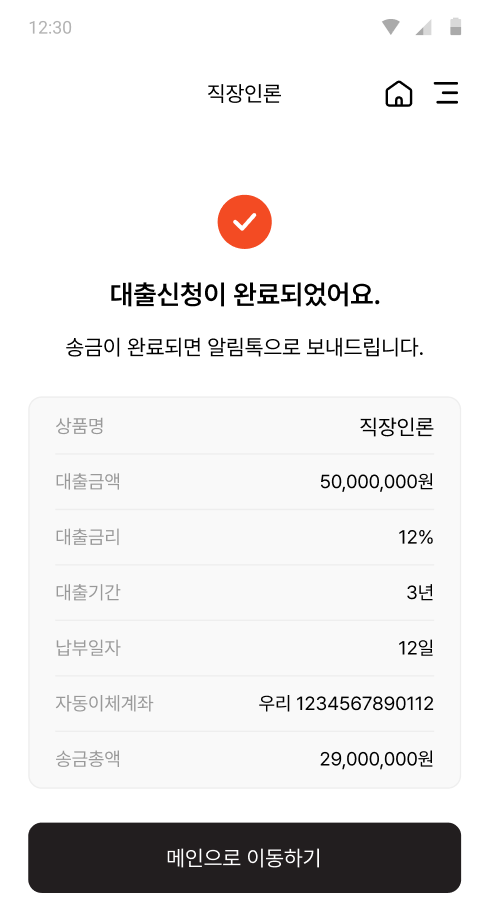 12:30
직장인론
대출신청이 완료되었어요.
송금이 완료되면 알림톡으로 보내드립니다.
상품명 직장인론
대출금액 50,000,000원
대출금리 12%
대출기간 3년
납부일자 12일
자동이체계좌 우리 1234567890112
송금총액 29,000,000원
메인으로 이동하기